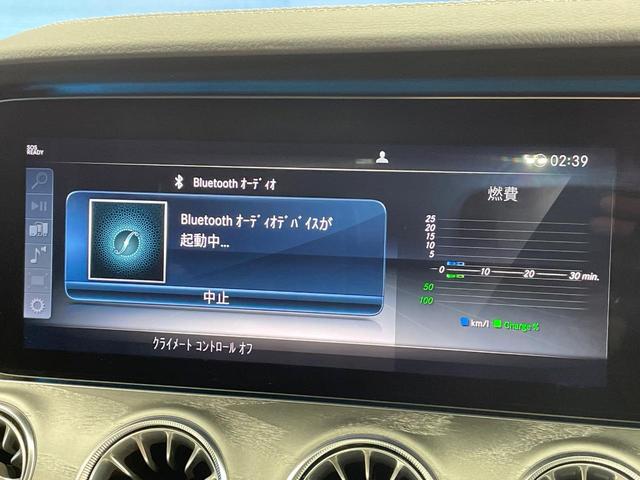 SOS
READY
02:39
Bluetooth ｵｰﾃﾞｨｵ
Bluetooth ｵｰﾃﾞｨｵﾃﾞﾊﾞｲｽが
起動中...
中止
燃費
25
20
15
10
5
0 10 20 30 min.
50
100
km/l Charge%
ｸﾗｲﾒｰﾄ ｺﾝﾄﾛｰﾙ ｵﾌ